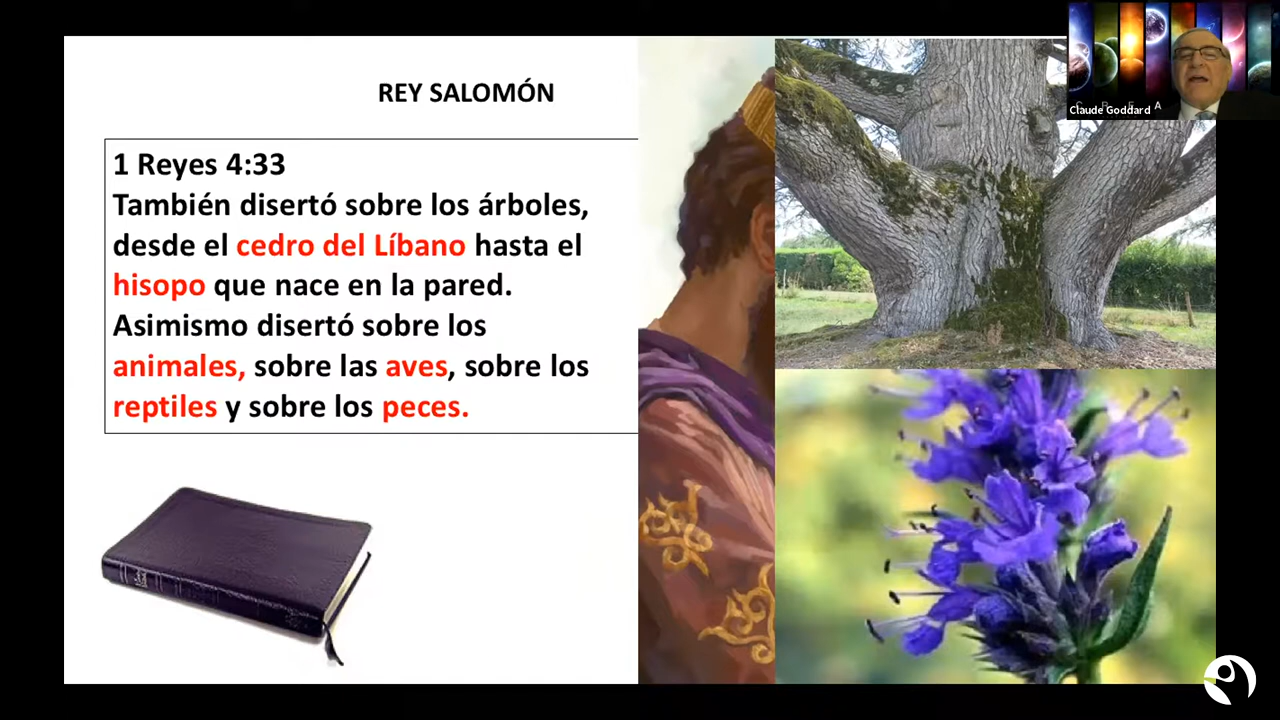 REY SALOMÓN
1 Reyes 4:33
También disertó sobre los árboles,
desde el cedro del Líbano hasta el
hisopo que nace en la pared.
Asimismo disertó sobre los
animales, sobre las aves, sobre los
reptiles y sobre los peces.
A
Claude Goddard